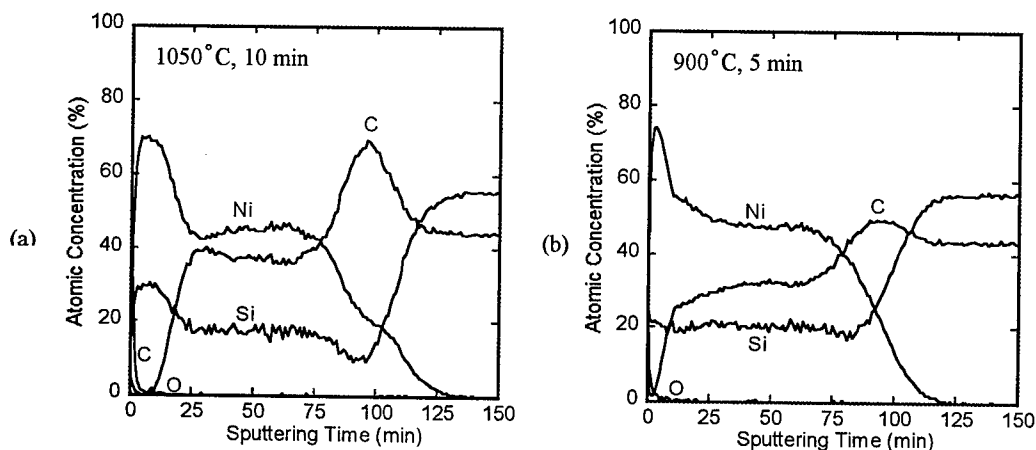 (a)
1050°C, 10 min
Atomic Concentration (%)
100
80
60
40
20
0
C
Ni
Si
C
O
0 25 50 75 100 125 150
Sputtering Time (min)
(b)
900°C, 5 min
Atomic Concentration (%)
100
80
60
40
20
0
C
Ni
Si
O
0 25 50 75 100 125 150
Sputtering Time (min)